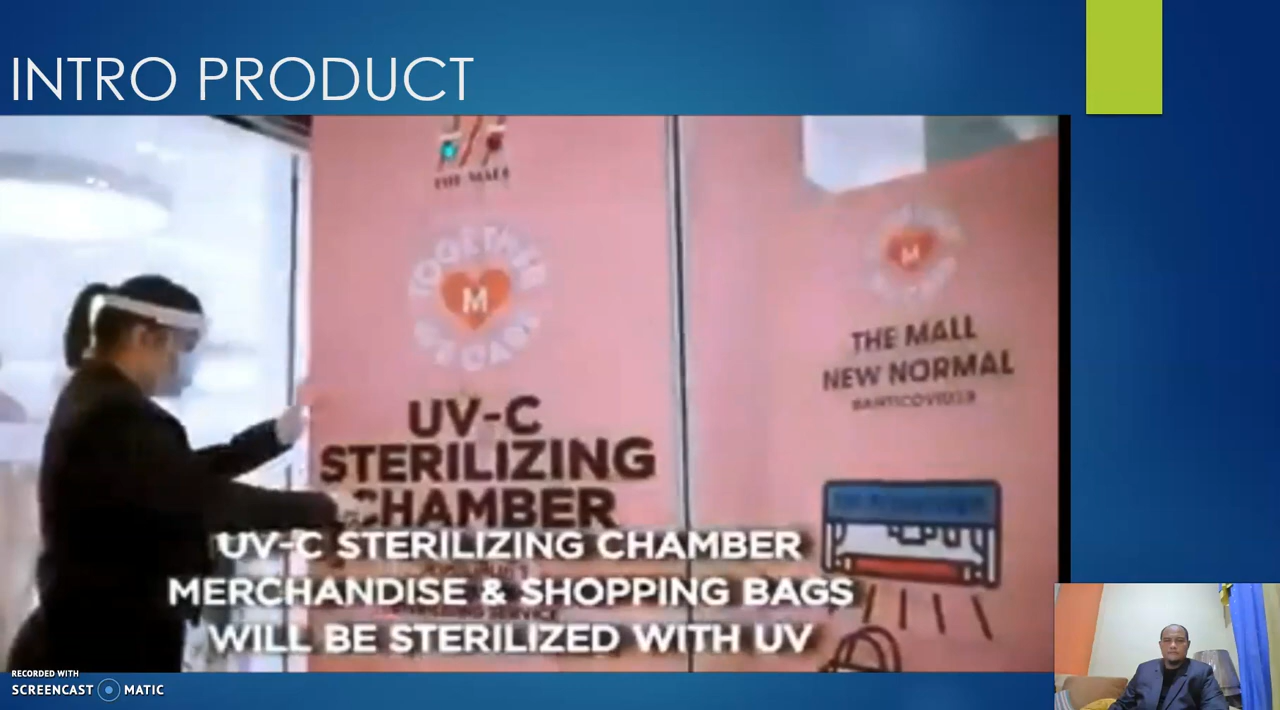 INTRO PRODUCT
THE MALL
TOGETHER
M
WE CARE
UV-C
STERILIZING
CHAMBER
M
THE MALL
NEW NORMAL
#ANTICOVID19
UV-C STERILIZING CHAMBER
MERCHANDISE & SHOPPING BAGS
WILL BE STERILIZED WITH UV
RECORDED WITH
SCREENCAST MATIC